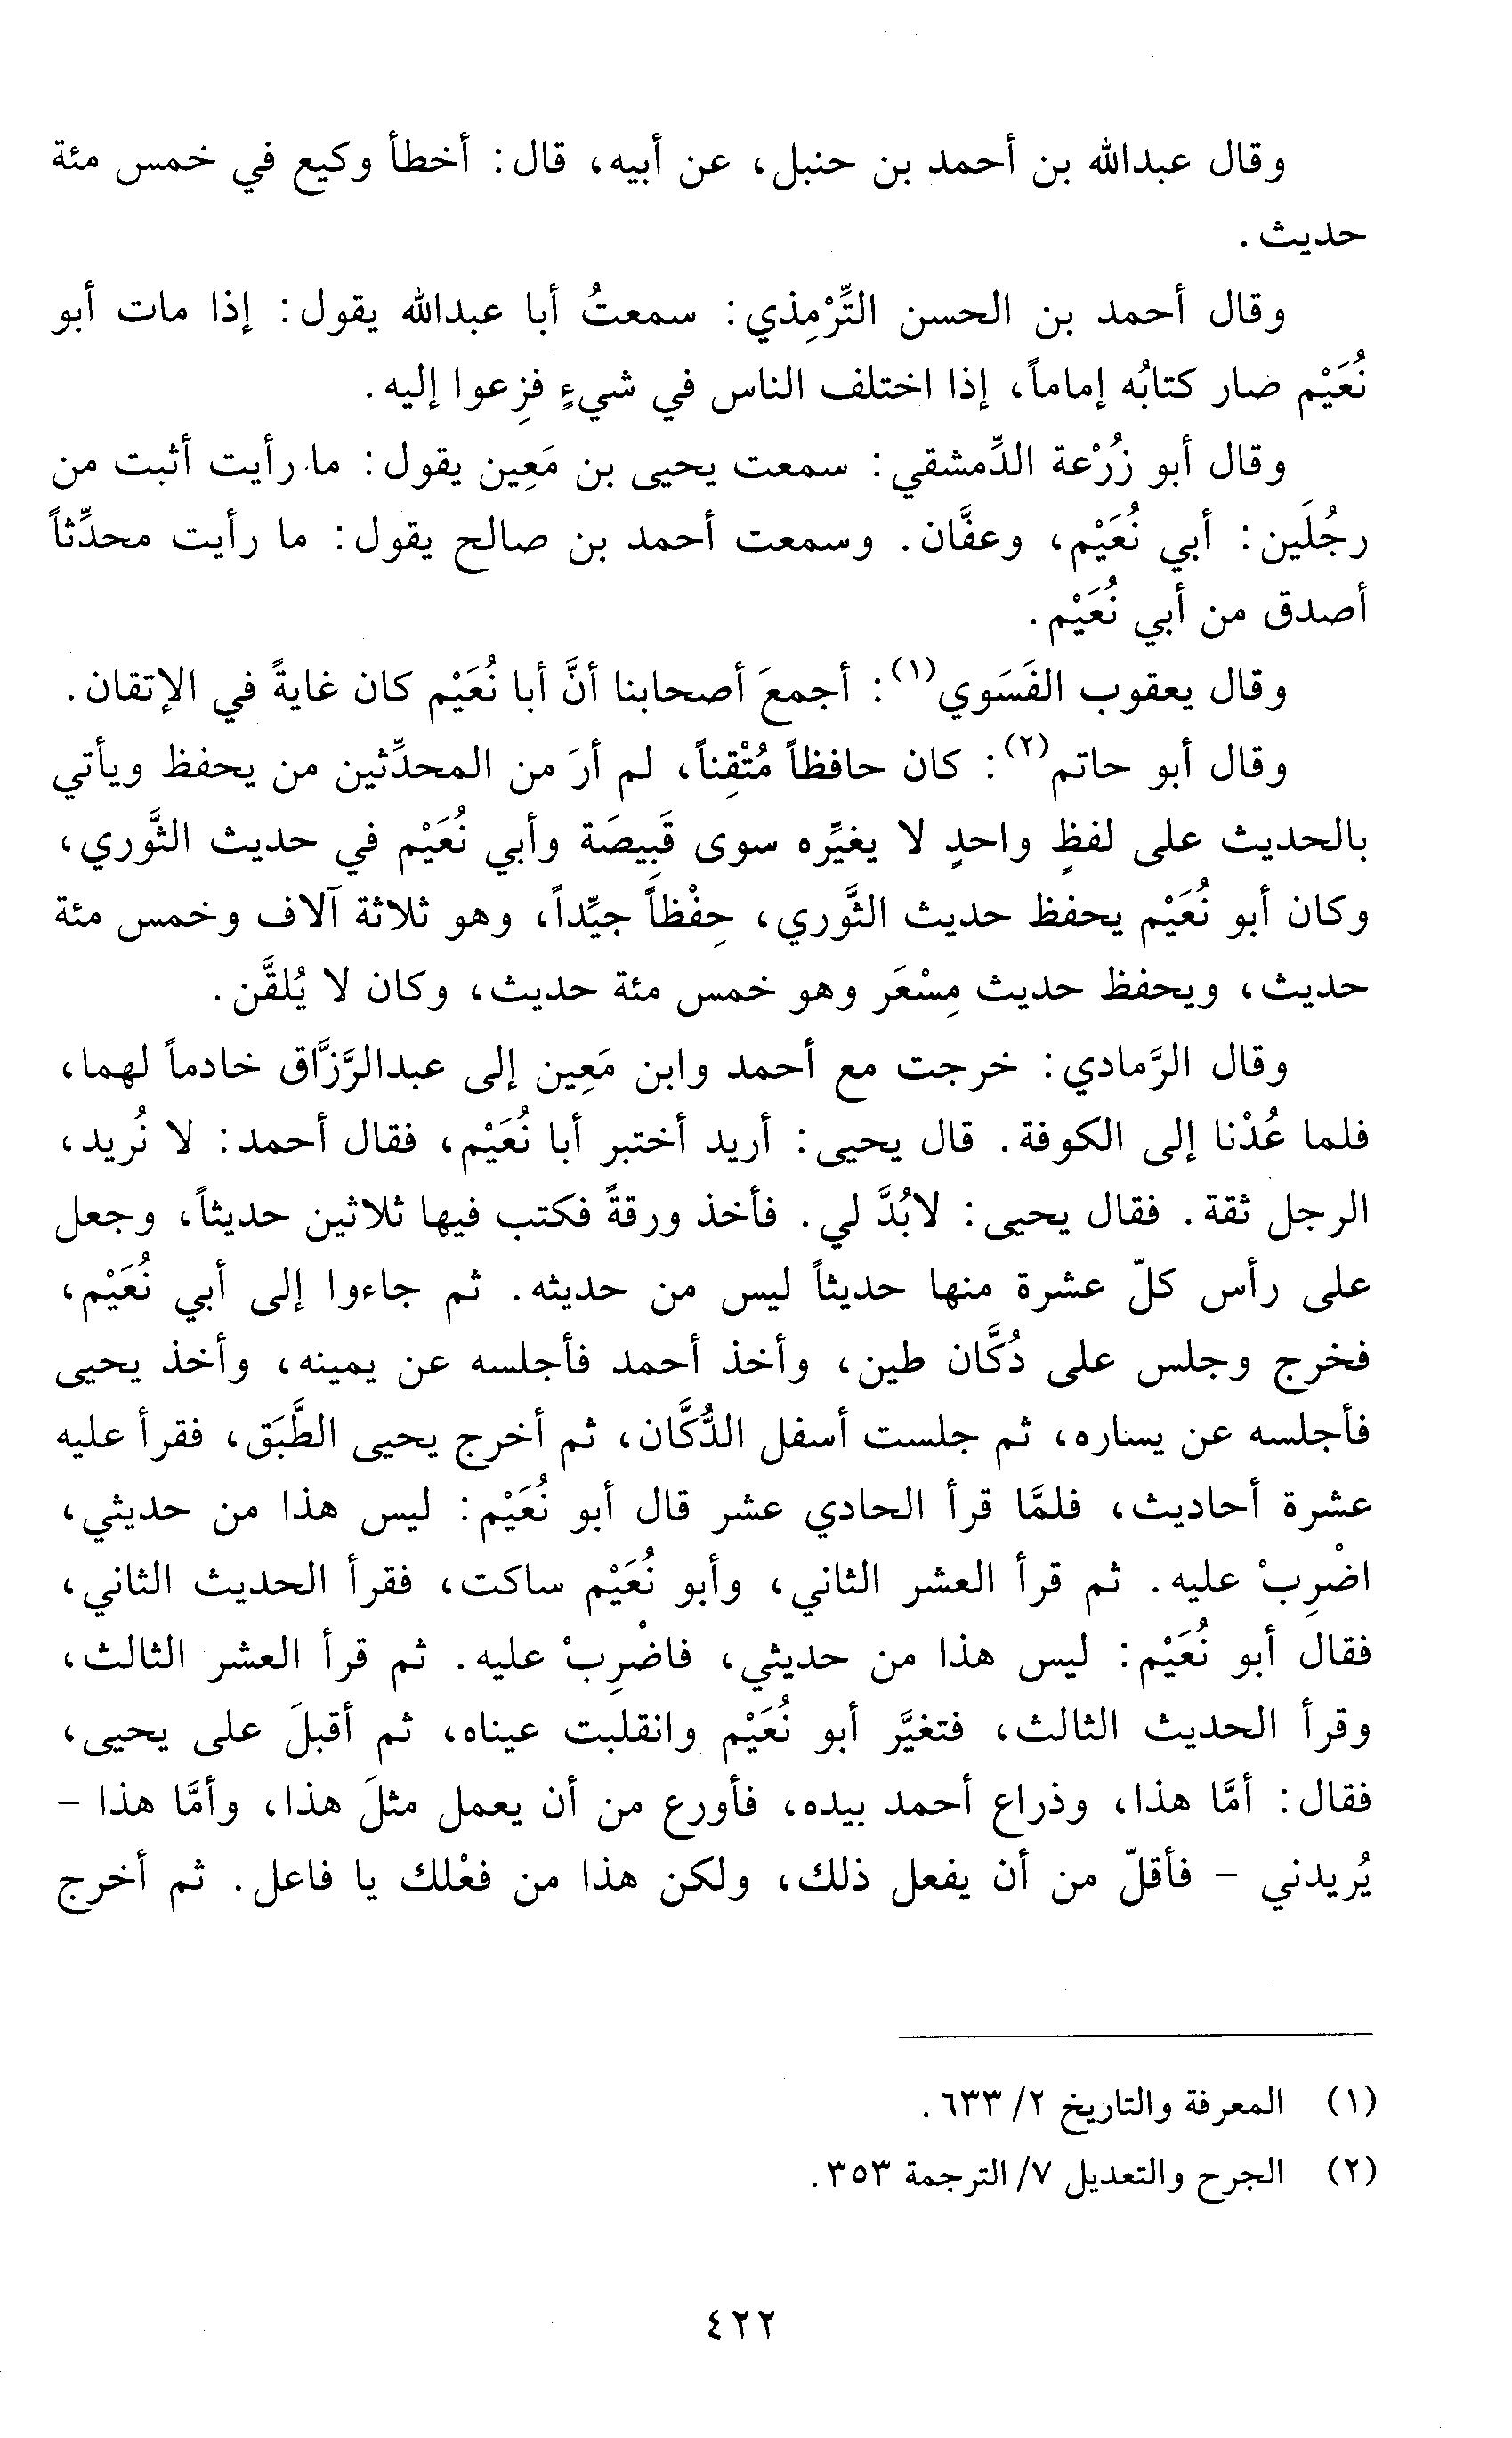 وقال عبدالله بن أحمد بن حنبل، عن أبيه، قال: أخطأ وكيع في خمس مئة
حديث.
وقال أحمد بن الحسن التِّرْمِذي: سمعتُ أبا عبدالله يقول: إذا مات أبو
نُعَيْم صار كتابُه إماماً، إذا اختلف الناس في شيءٍ فزِعوا إليه.
وقال أبو زُرْعة الدِّمشقي: سمعت يحيى بن مَعِين يقول: ما رأيت أثبت من
رجُلَين: أبي نُعَيْم، وعفَّان. وسمعت أحمد بن صالح يقول: ما رأيت محدِّثاً
أصدق من أبي نُعَيْم.
وقال يعقوب الفَسَوي(١): أجمعَ أصحابنا أنَّ أبا نُعَيْم كان غايةً في الإتقان.
وقال أبو حاتم(٢): كان حافظاً مُتْقِناً، لم أرَ من المحدِّثين من يحفظ ويأتي
بالحديث على لفظٍ واحدٍ لا يغيِّره سوى قَبِيصَة وأبي نُعَيْم في حديث الثَّوري،
وكان أبو نُعَيْم يحفظ حديث الثَّوري، حِفْظاً جيِّداً، وهو ثلاثة آلاف وخمس مئة
حديث، ويحفظ حديث مِسْعَر وهو خمس مئة حديث، وكان لا يُلقَّن.
وقال الرَّمادي: خرجت مع أحمد وابن مَعِين إلى عبدالرَّزَّاق خادماً لهما،
فلما عُدْنا إلى الكوفة. قال يحيى: أريد أختبر أبا نُعَيْم، فقال أحمد: لا نُريد،
الرجل ثقة. فقال يحيى: لابُدَّ لي. فأخذ ورقةً فكتب فيها ثلاثين حديثاً، وجعل
على رأس كلّ عشرة منها حديثاً ليس من حديثه. ثم جاءوا إلى أبي نُعَيْم،
فخرج وجلس على دُكَّان طين، وأخذ أحمد فأجلسه عن يمينه، وأخذ يحيى
فأجلسه عن يساره، ثم جلست أسفل الدُّكَّان، ثم أخرج يحيى الطَّبَق، فقرأ عليه
عشرة أحاديث، فلمَّا قرأ الحادي عشر قال أبو نُعَيْم: ليس هذا من حديثي،
اضْرِبْ عليه. ثم قرأ العشر الثاني، وأبو نُعَيْم ساكت، فقرأ الحديث الثاني،
فقال أبو نُعَيْم: ليس هذا من حديثي، فاضْرِبْ عليه. ثم قرأ العشر الثالث،
وقرأ الحديث الثالث، فتغيَّر أبو نُعَيْم وانقلبت عيناه، ثم أقبلَ على يحيى،
فقال: أمَّا هذا، وذراع أحمد بيده، فأورع من أن يعمل مثلَ هذا، وأمَّا هذا -
يُريدني - فأقلّ من أن يفعل ذلك، ولكن هذا من فعْلك يا فاعل. ثم أخرج
(١) المعرفة والتاريخ ٢/ ٦٣٣.
(٢) الجرح والتعديل ٧/ الترجمة ٣٥٣.
٤٢٢